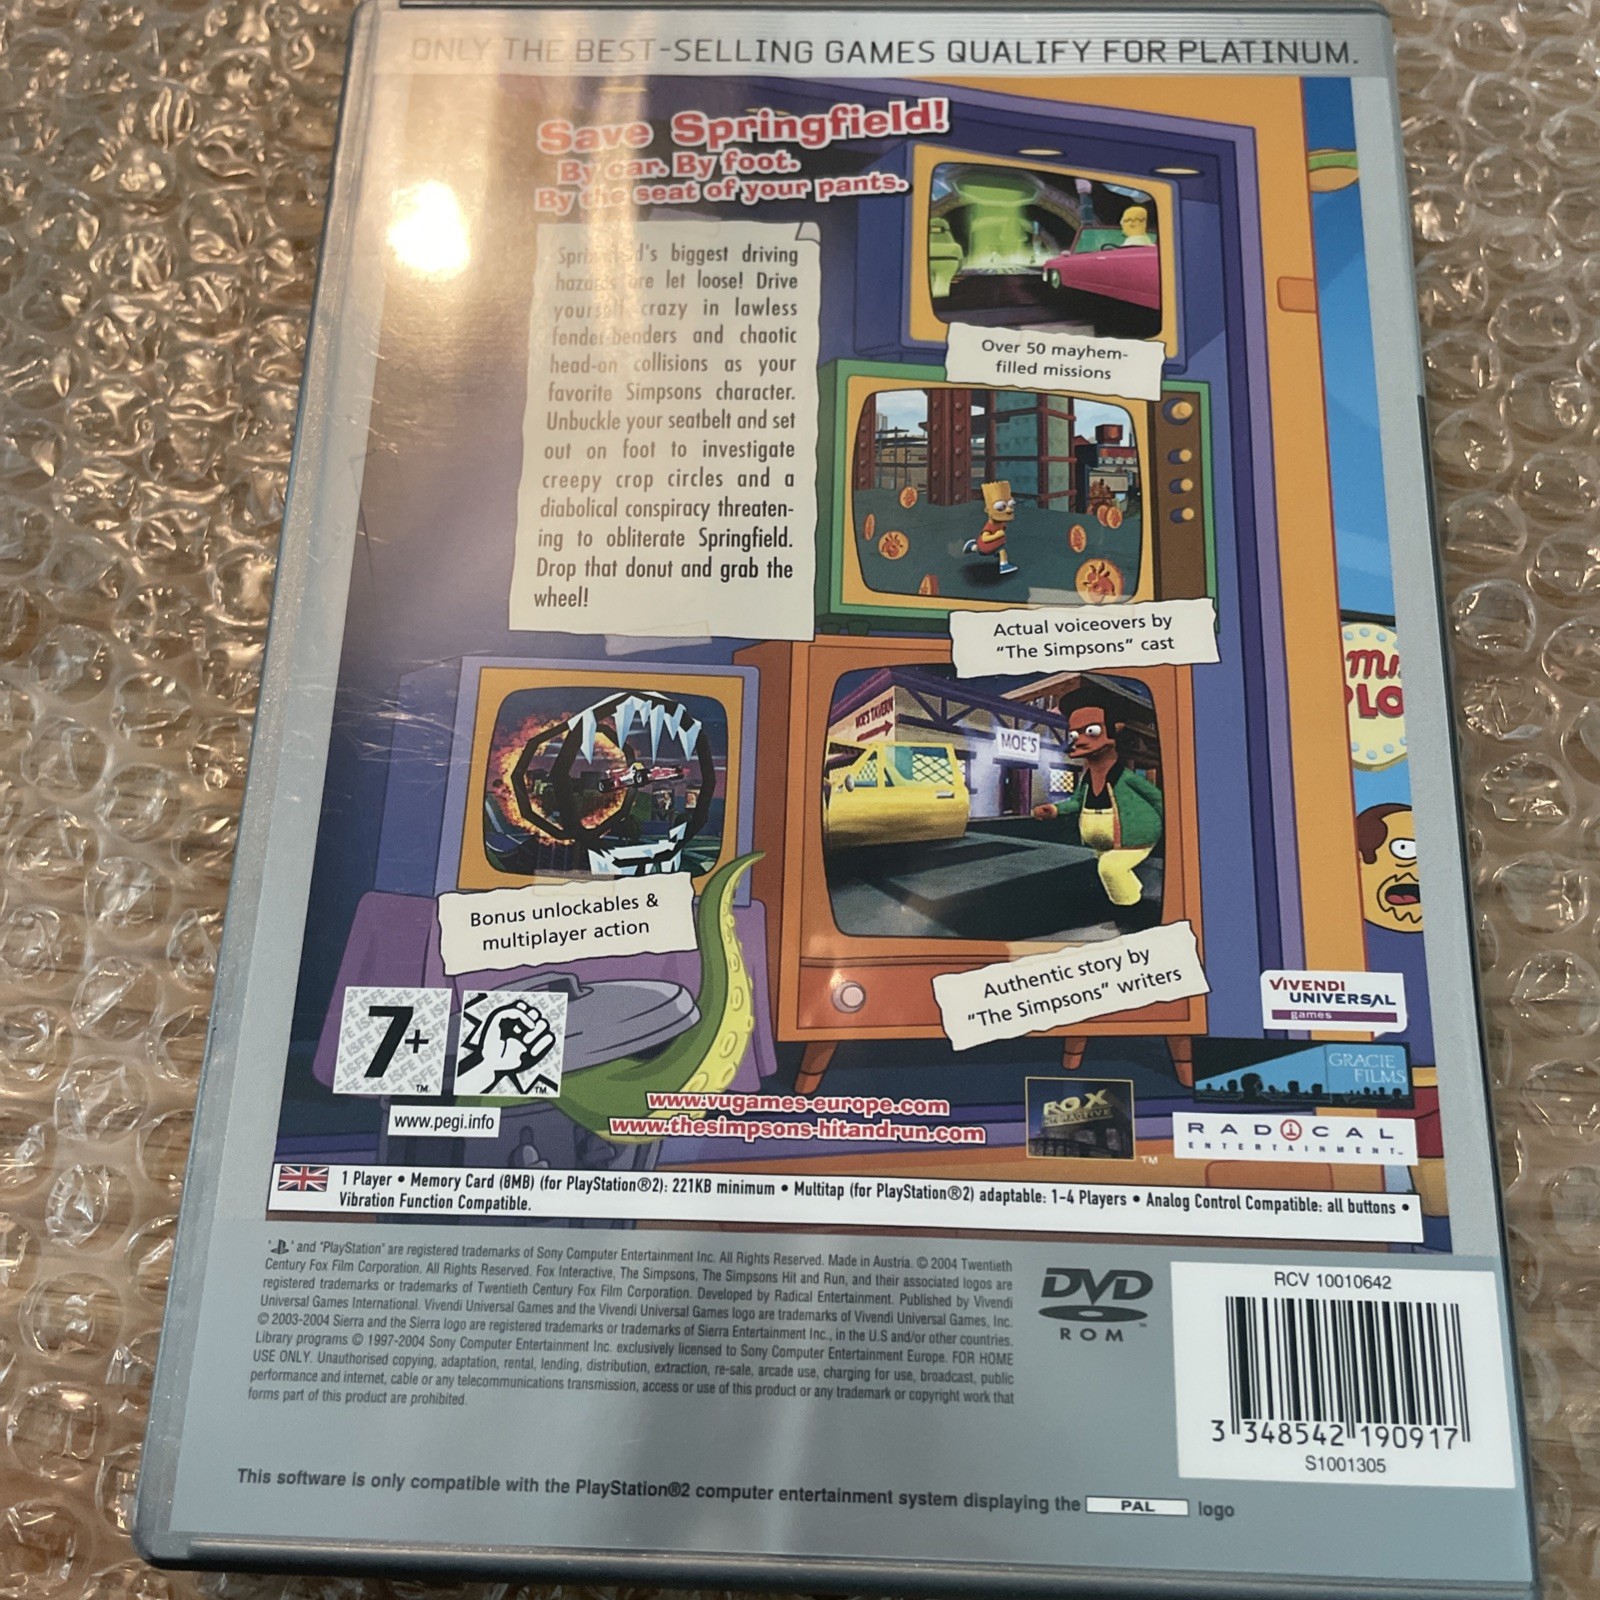 ONLY THE BEST-SELLING GAMES QUALIFY FOR PLATINUM.
Save Springfield!
By car. By foot.
By the seat of your pants.
biggest driving
hazards are let loose! Drive
yourself crazy in lawless
fender-benders and chaotic
head-on collisions as your
favorite Simpsons character.
Unbuckle your seatbelt and set
out on foot to investigate
creepy crop circles and a
diabolical conspiracy threaten-
ing to obliterate Springfield.
Drop that donut and grab the
wheel!
Over 50 mayhem-
filled missions
Actual voiceovers by
"The Simpsons" cast
MOE'S TAVERN
MOE'S
Bonus unlockables &
multiplayer action
Authentic story by
"The Simpsons" writers
VIVENDI
UNIVERSAL
games
GRACIE
FILMS
7+
TM
TM
www.pegi.info
www.vugames-europe.com
www.thesimpsons-hitandrun.com
FOX
INTERACTIVE
TM
RADICAL
ENTERTAINMENT
1 Player • Memory Card (8MB) (for PlayStation®2): 221KB minimum • Multitap (for PlayStation®2) adaptable: 1-4 Players • Analog Control Compatible: all buttons •
Vibration Function Compatible.
" " and "PlayStation" are registered trademarks of Sony Computer Entertainment Inc. All Rights Reserved. Made in Austria. © 2004 Twentieth
Century Fox Film Corporation. All Rights Reserved. Fox Interactive, The Simpsons, The Simpsons Hit and Run, and their associated logos are
registered trademarks or trademarks of Twentieth Century Fox Film Corporation. Developed by Radical Entertainment. Published by Vivendi
Universal Games International. Vivendi Universal Games and the Vivendi Universal Games logo are trademarks of Vivendi Universal Games, Inc.
© 2003-2004 Sierra and the Sierra logo are registered trademarks or trademarks of Sierra Entertainment Inc., in the U.S and/or other countries.
Library programs © 1997-2004 Sony Computer Entertainment Inc. exclusively licensed to Sony Computer Entertainment Europe. FOR HOME
USE ONLY. Unauthorised copying, adaptation, rental, lending, distribution, extraction, re-sale, arcade use, charging for use, broadcast, public
performance and internet, cable or any telecommunications transmission, access or use of this product or any trademark or copyright work that
forms part of this product are prohibited.
DVD
ROM
RCV 10010642
3 348542 190917
S1001305
This software is only compatible with the PlayStation®2 computer entertainment system displaying the PAL logo